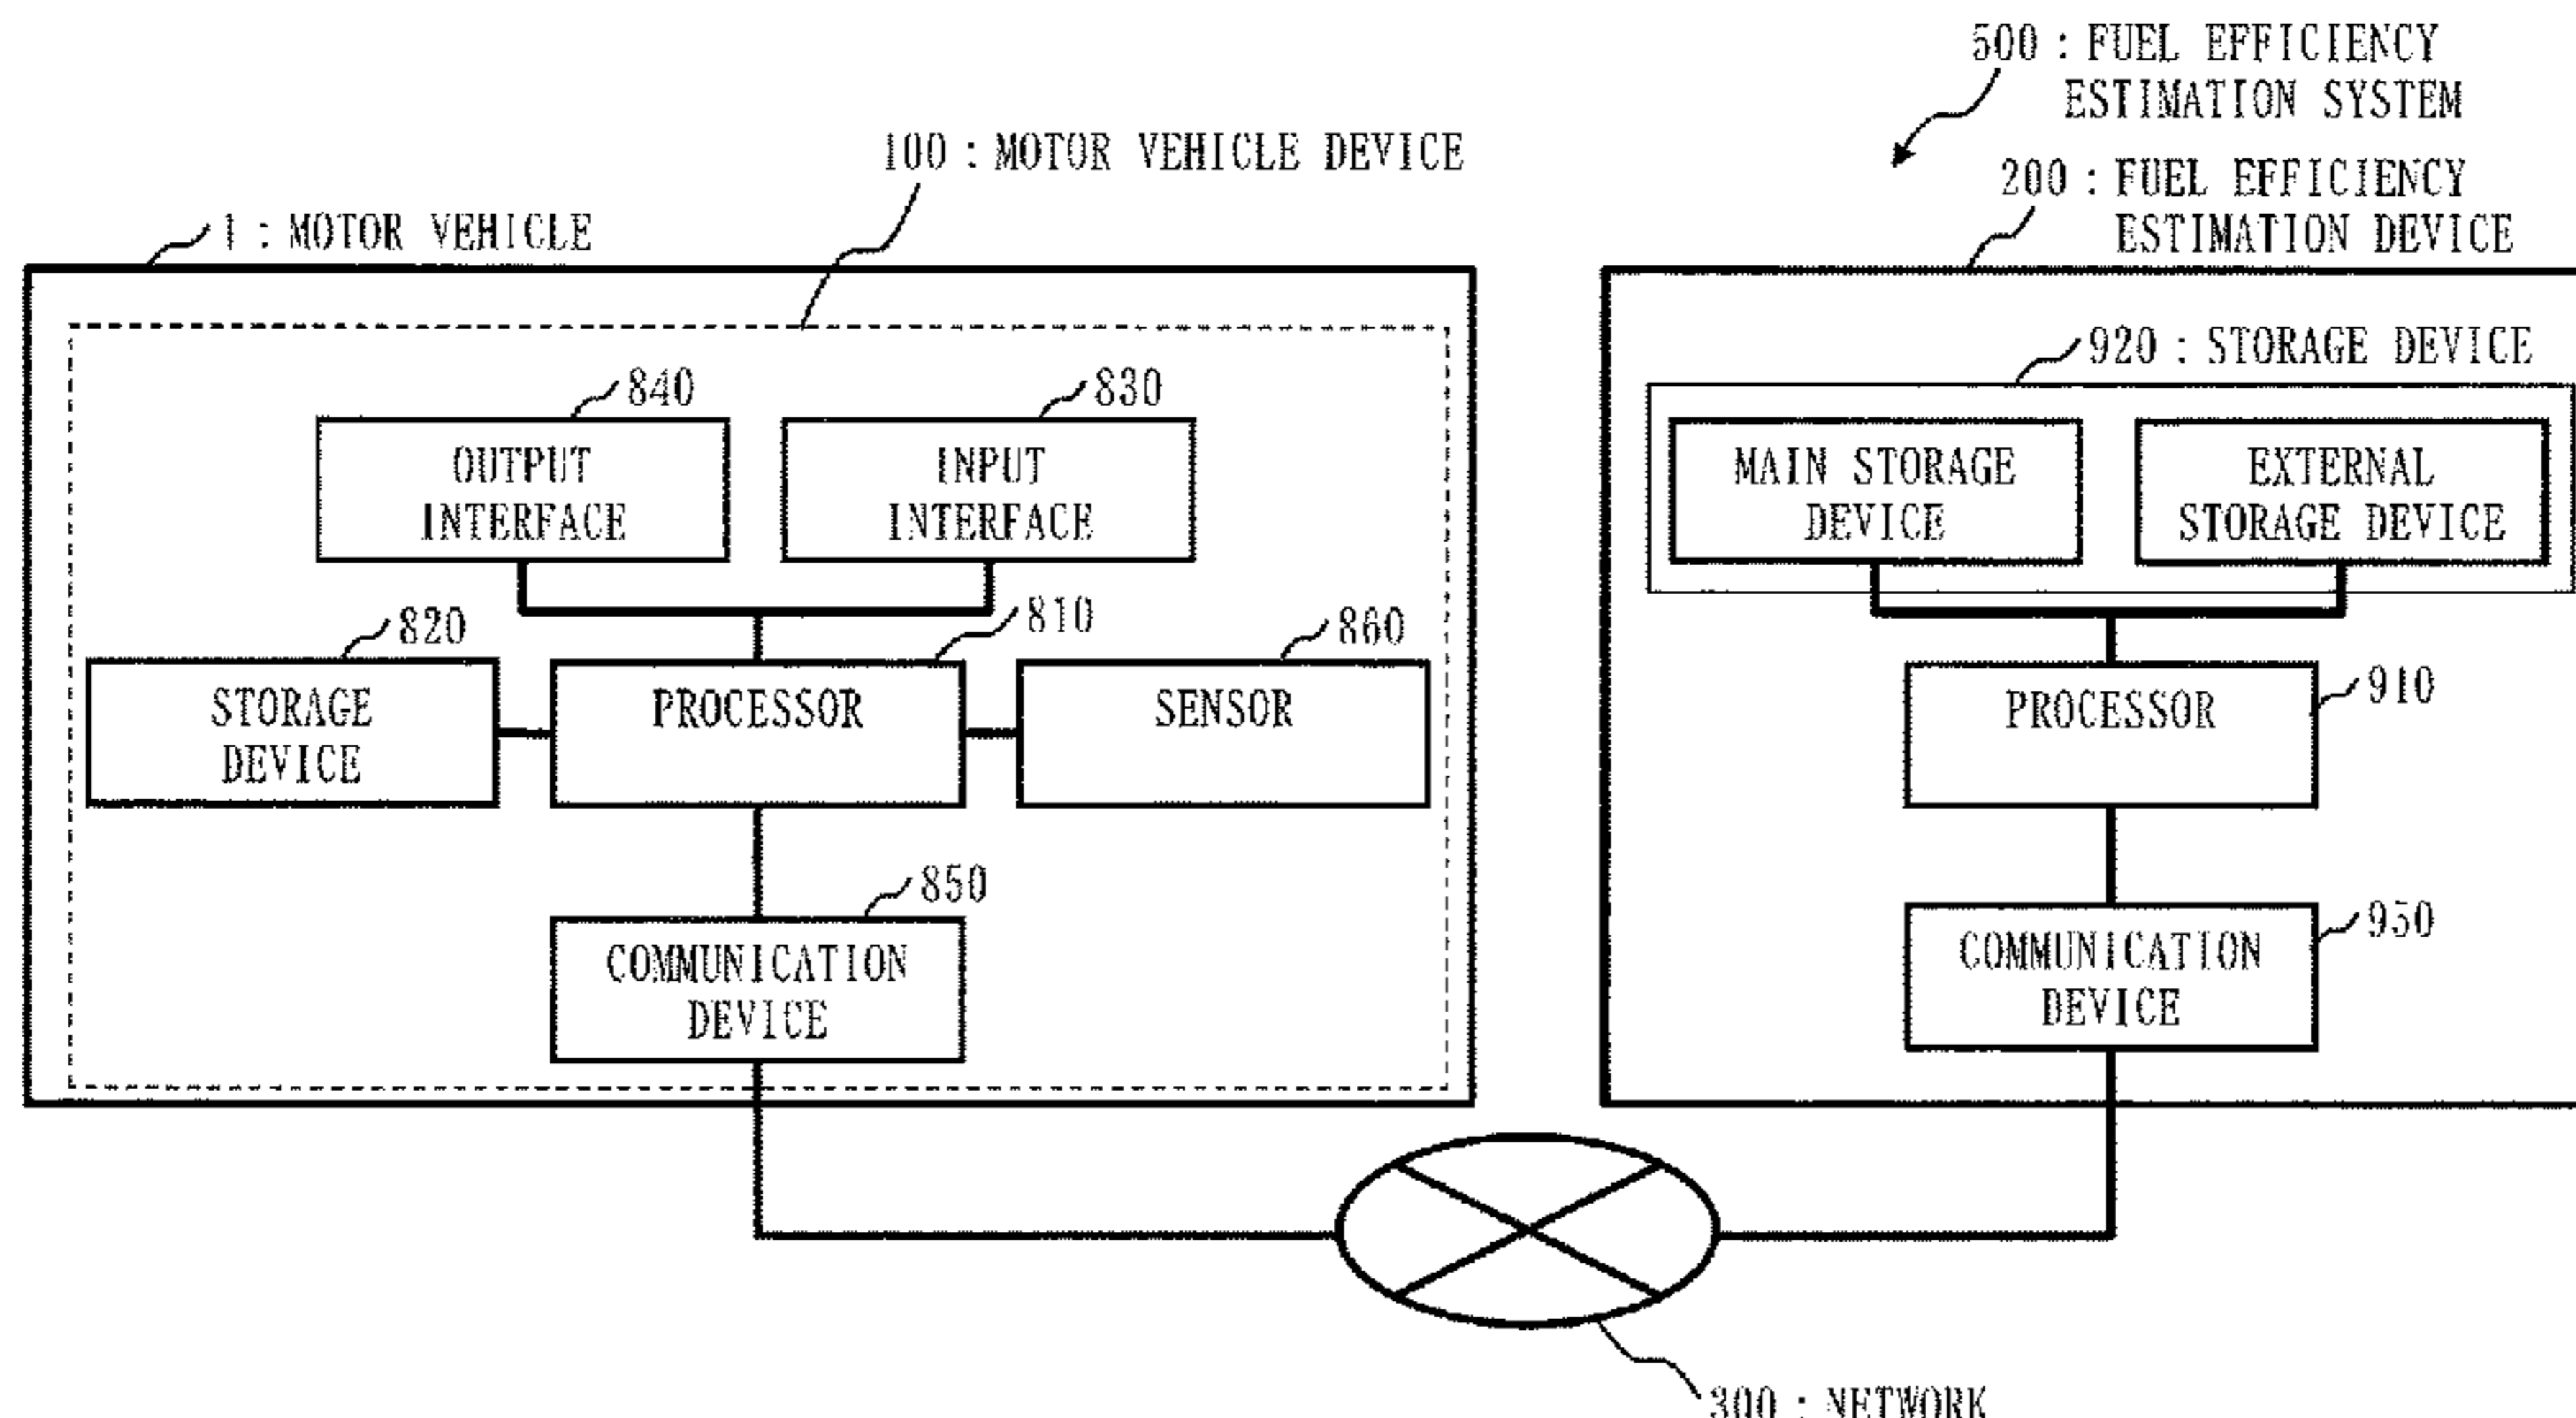 500 : FUEL EFFICIENCY
ESTIMATION SYSTEM
100 : MOTOR VEHICLE DEVICE
200 : FUEL EFFICIENCY
ESTIMATION DEVICE
1 : MOTOR VEHICLE
920 : STORAGE DEVICE
840
830
OUTPUT
INTERFACE
INPUT
INTERFACE
MAIN STORAGE
DEVICE
EXTERNAL
STORAGE DEVICE
820
810
860
STORAGE
DEVICE
PROCESSOR
SENSOR
PROCESSOR
910
850
COMMUNICATION
DEVICE
COMMUNICATION
DEVICE
950
300 : NETWORK